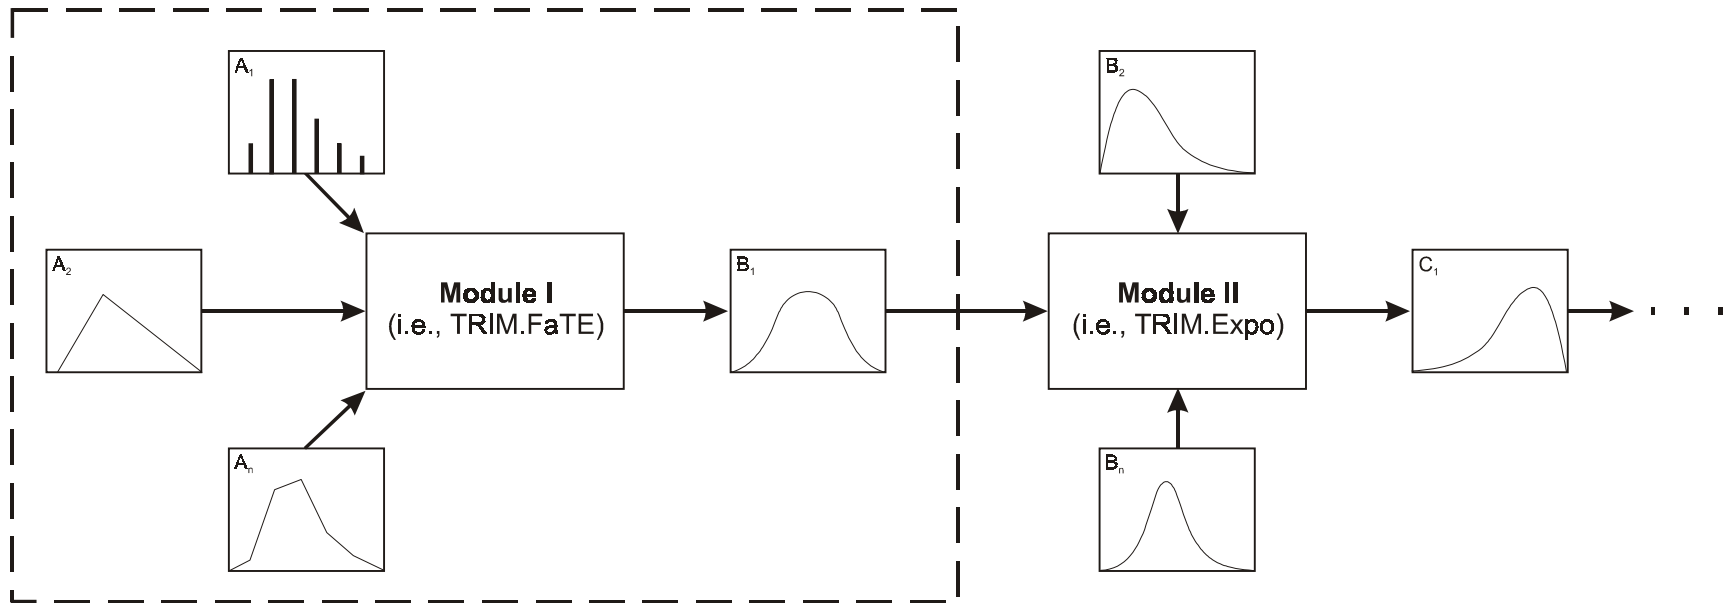 A₁
B₂
A₂
Module I
(i.e., TRIM.FaTE)
B₁
Module II
(i.e., TRIM.Expo)
C₁
Aₙ
Bₙ